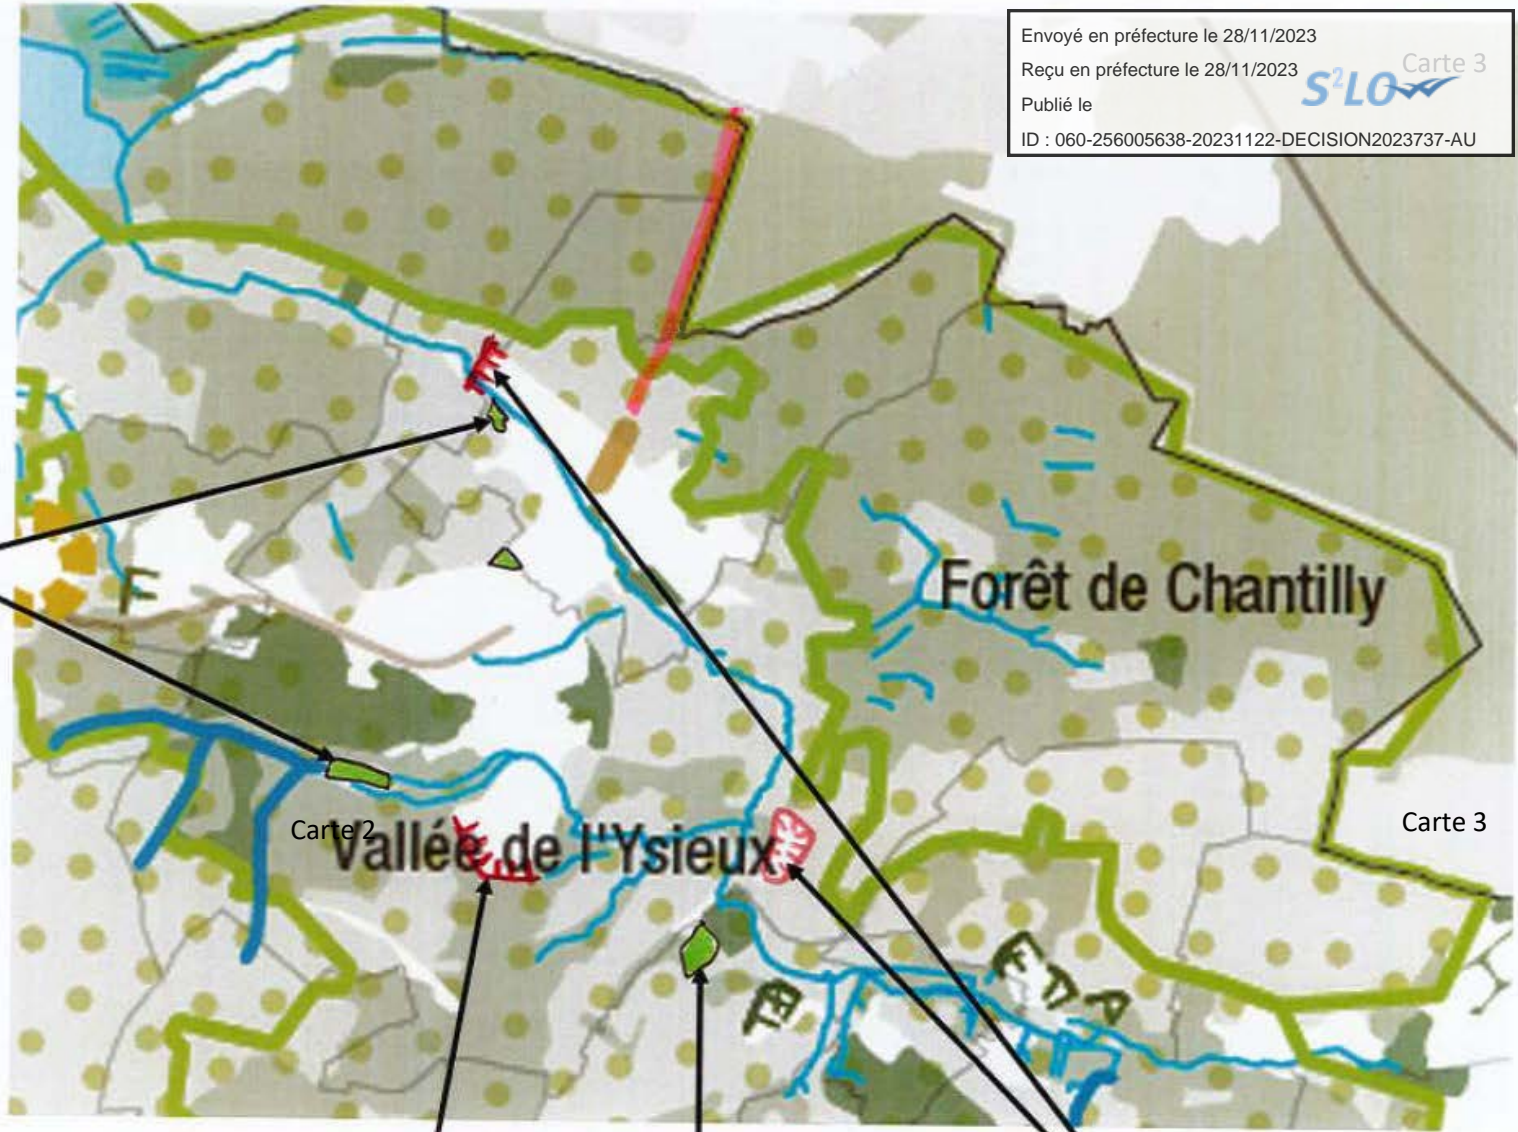 Envoyé en préfecture le 28/11/2023
Reçu en préfecture le 28/11/2023
Carte 3
S²LO
Publié le
ID : 060-256005638-20231122-DECISION2023737-AU
Forêt de Chantilly
Carte 2
Carte 3
Vallée de l'Ysieux